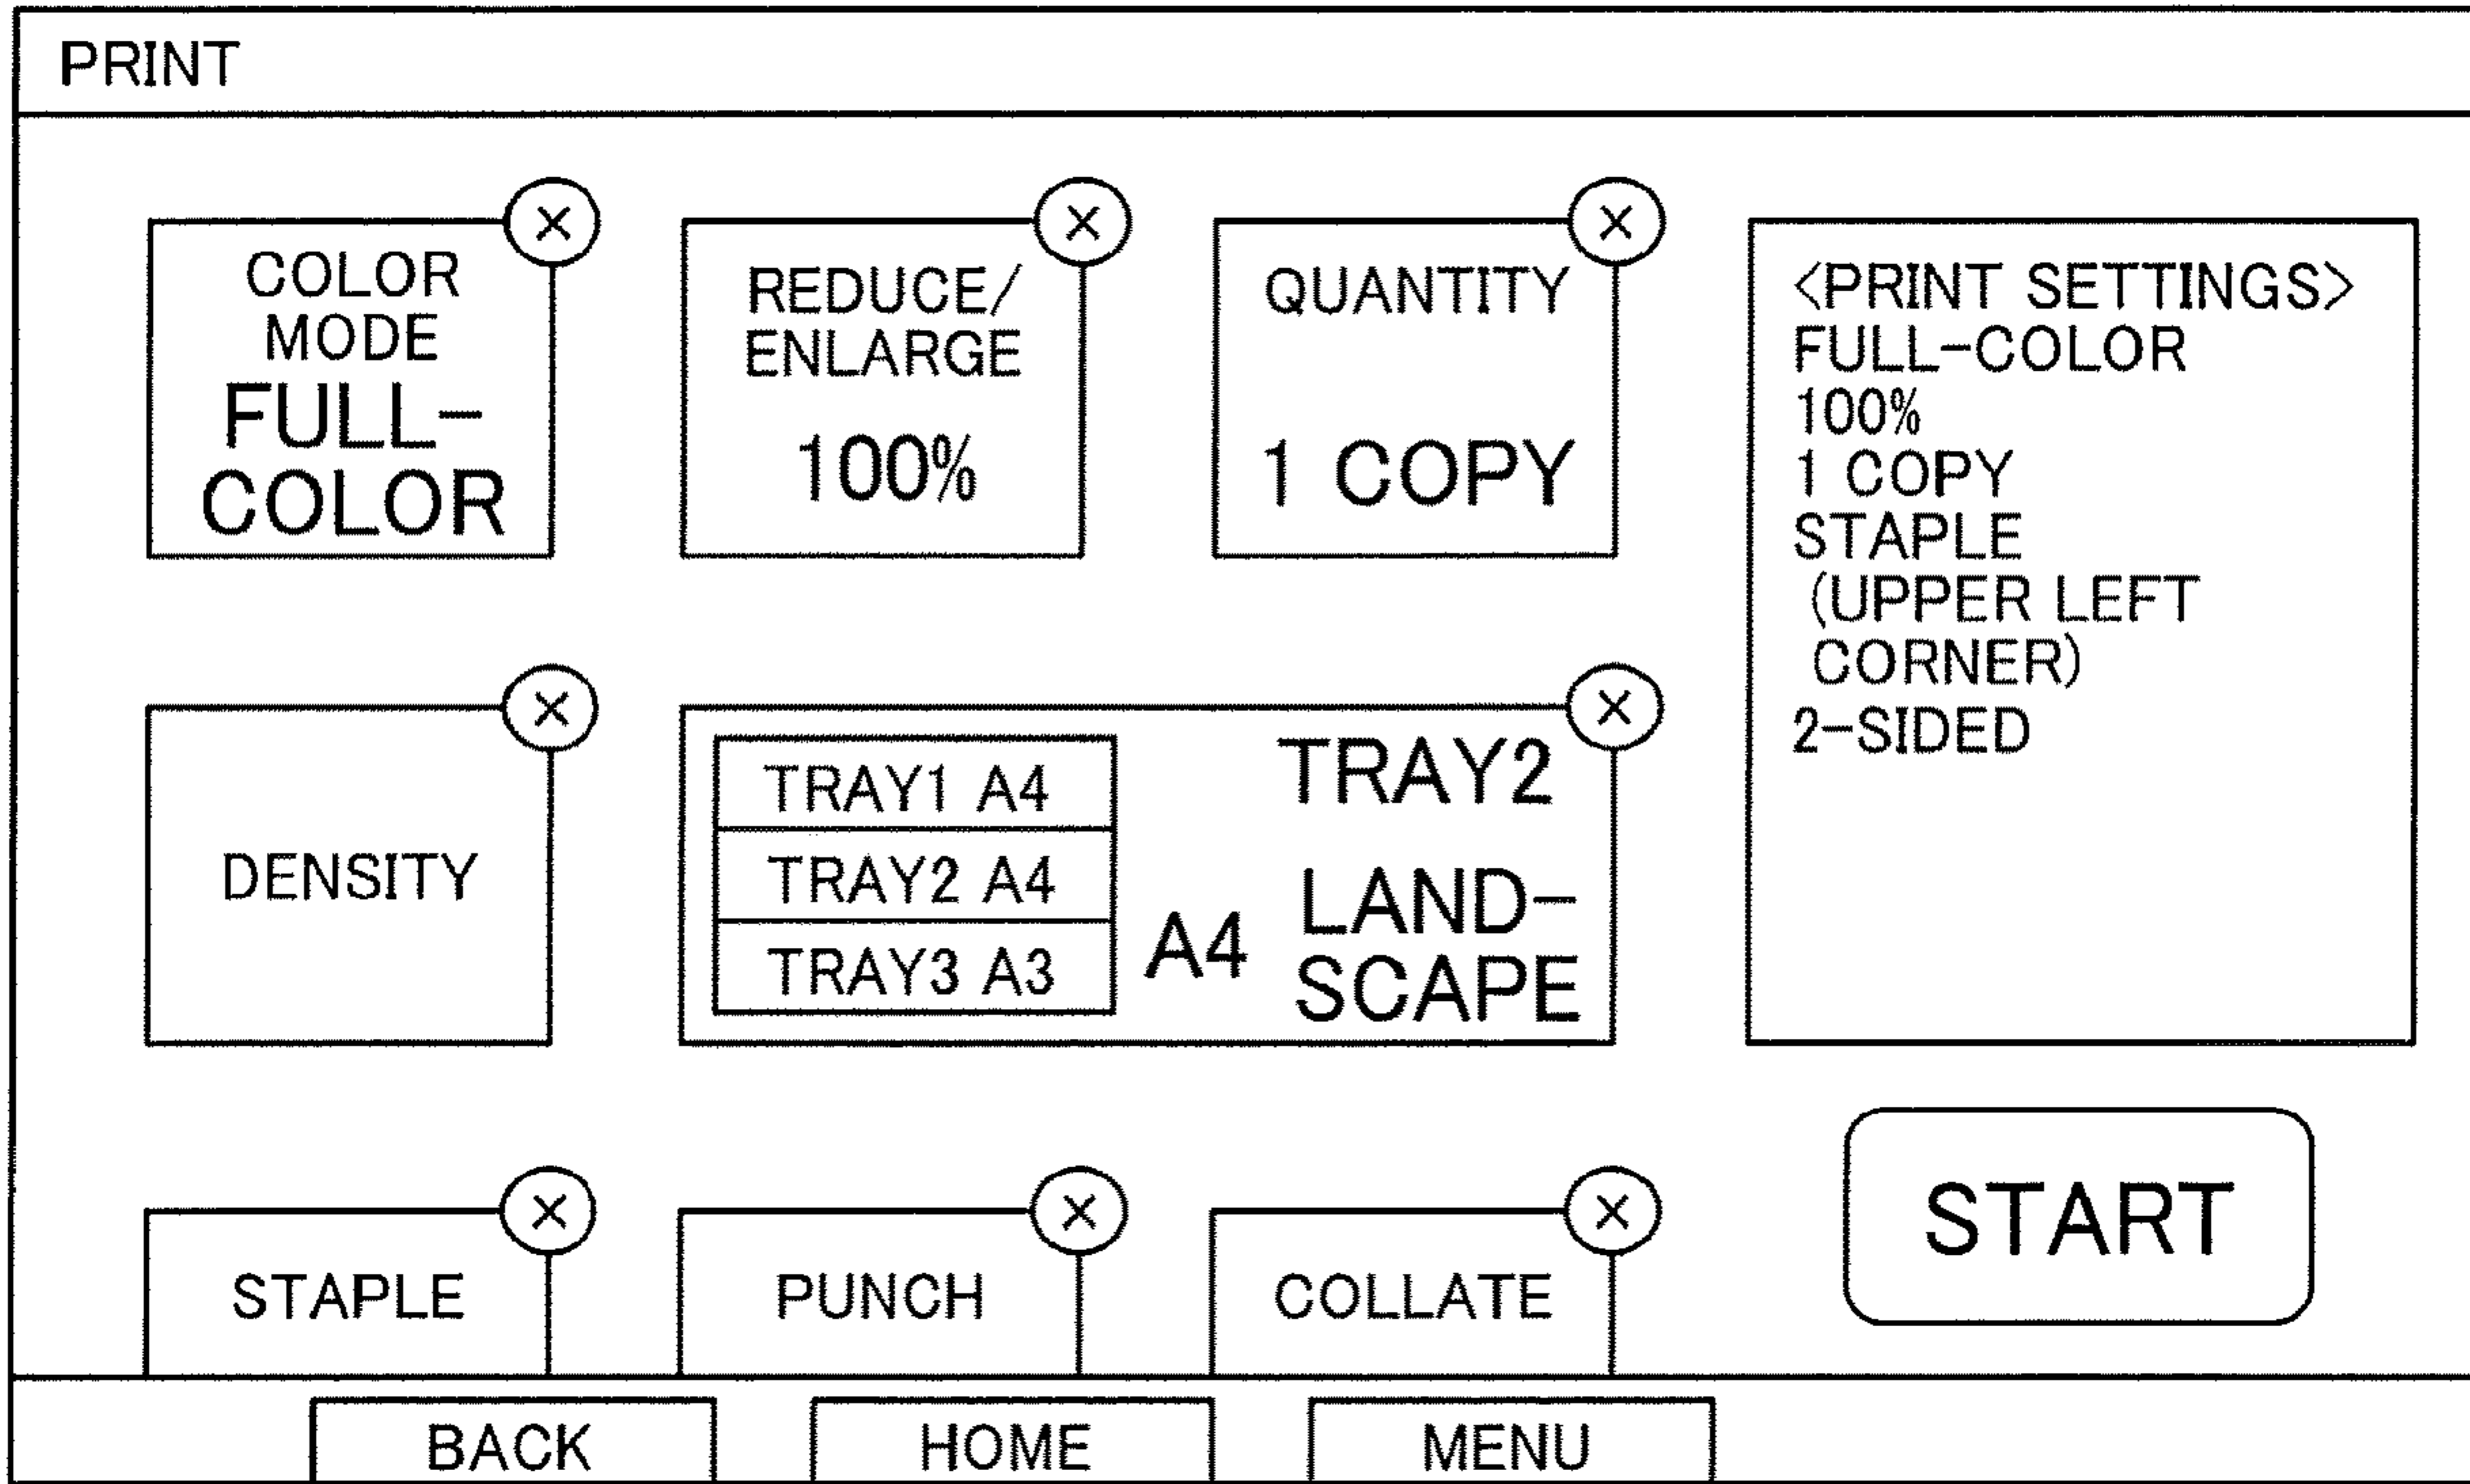 PRINT
COLOR
MODE
FULL-
COLOR
REDUCE/
ENLARGE
100%
QUANTITY
1 COPY
<PRINT SETTINGS>
FULL-COLOR
100%
1 COPY
STAPLE
(UPPER LEFT
CORNER)
2-SIDED
DENSITY
TRAY1 A4
TRAY2 A4
TRAY3 A3
A4
TRAY2
LAND-
SCAPE
STAPLE
PUNCH
COLLATE
START
BACK
HOME
MENU